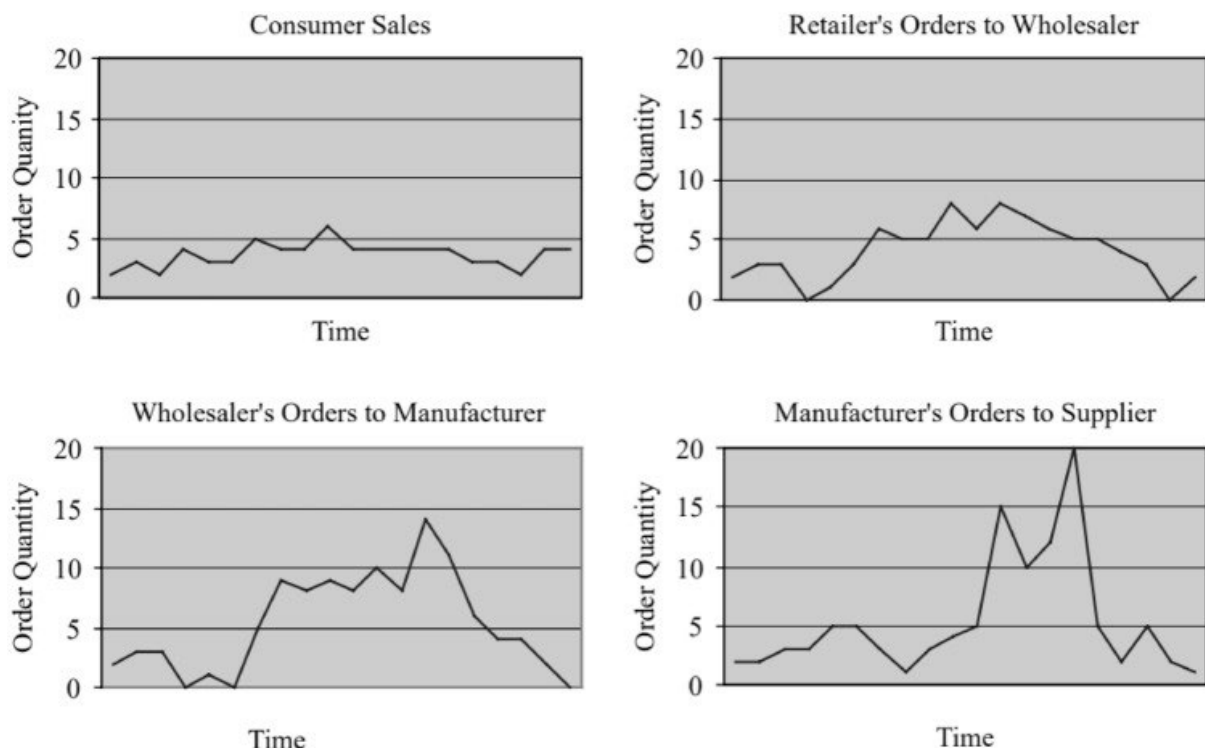 Consumer Sales
20
15
10
5
0
Order Quantity
Time
Retailer's Orders to Wholesaler
20
15
10
5
0
Order Quantity
Time
Wholesaler's Orders to Manufacturer
20
15
10
5
0
Order Quantity
Time
Manufacturer's Orders to Supplier
20
15
10
5
0
Order Quantity
Time